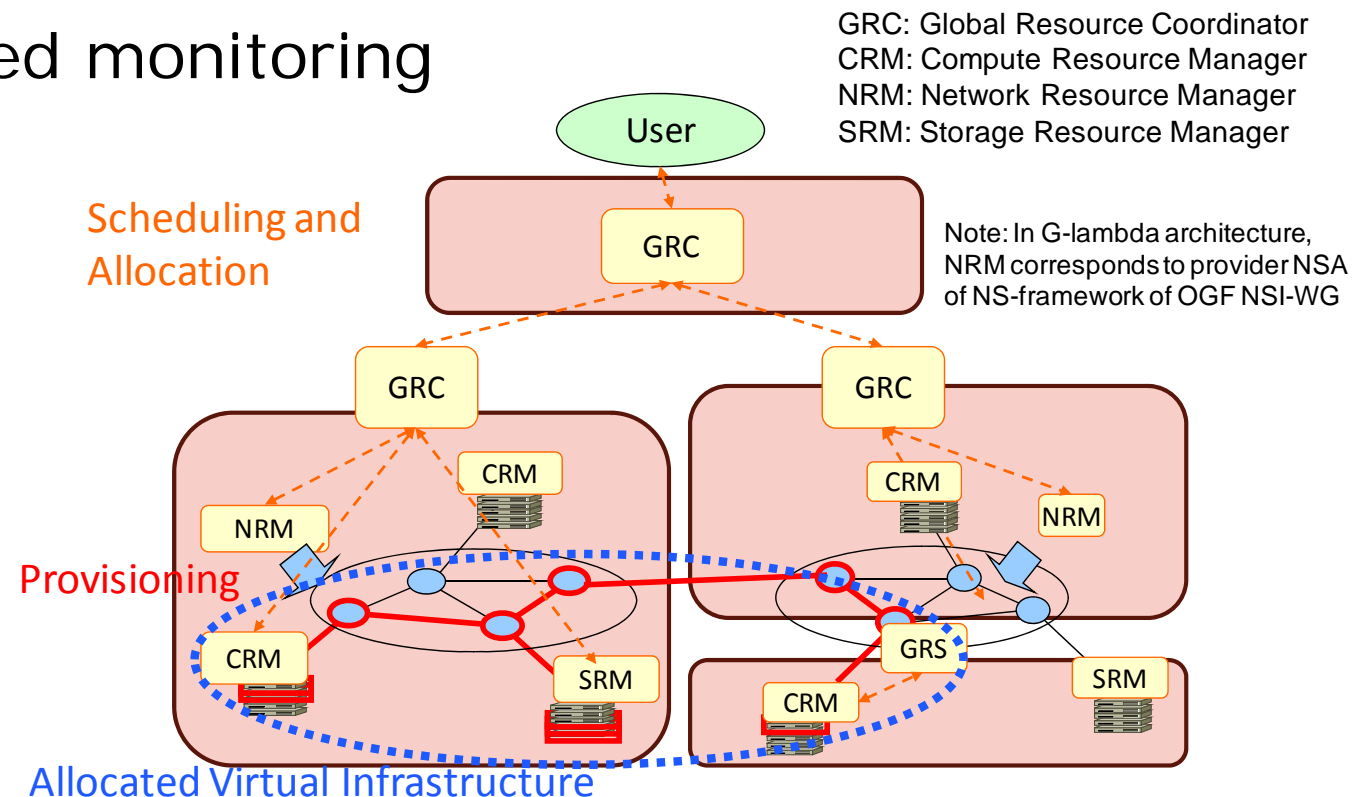 ed monitoring
GRC: Global Resource Coordinator
CRM: Compute Resource Manager
NRM: Network Resource Manager
SRM: Storage Resource Manager
User
Scheduling and
Allocation
GRC
Note: In G-lambda architecture,
NRM corresponds to provider NSA
of NS-framework of OGF NSI-WG
GRC
GRC
CRM
CRM
NRM
NRM
Provisioning
CRM
SRM
GRS
CRM
SRM
Allocated Virtual Infrastructure